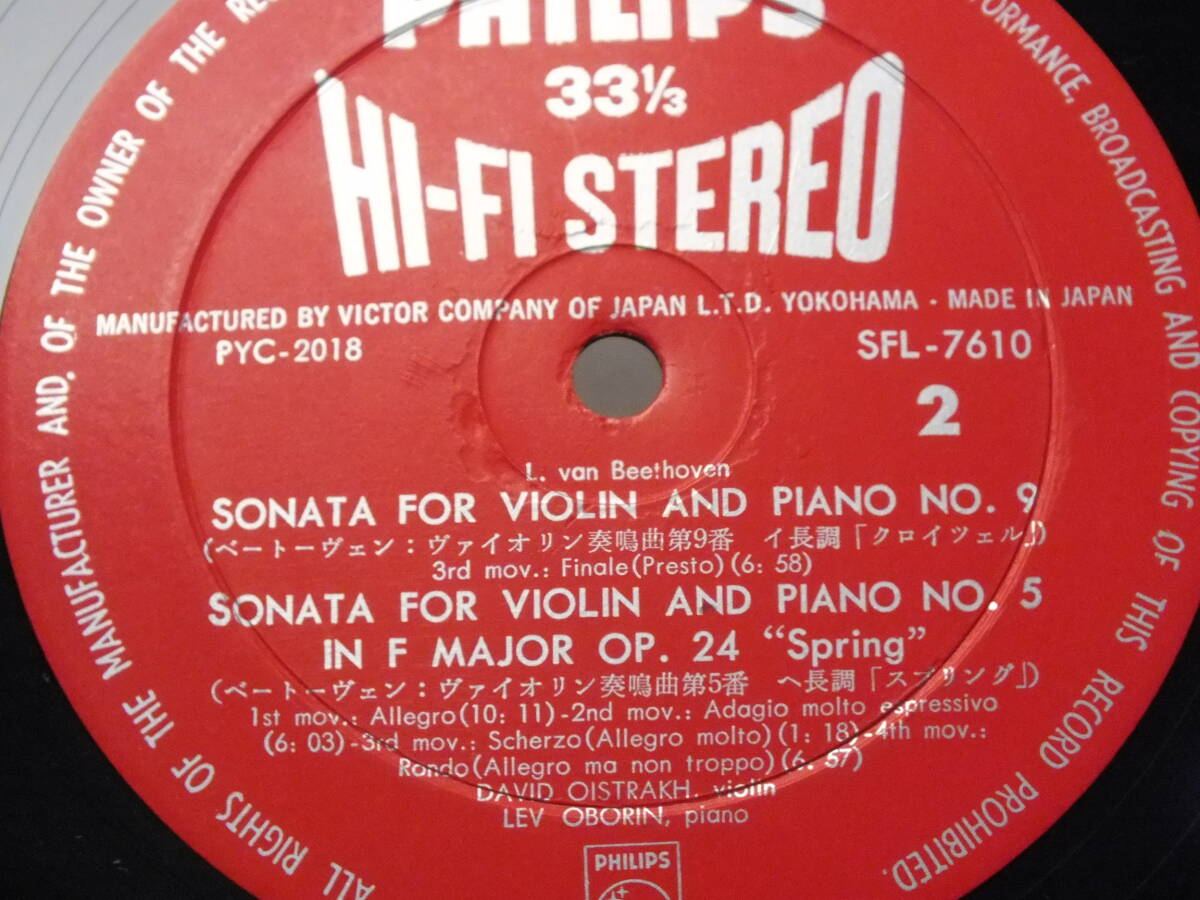 PHILIPS
33⅓
HI-FI STEREO
MANUFACTURED BY VICTOR COMPANY OF JAPAN L.T.D. YOKOHAMA · MADE IN JAPAN
PYC-2018
SFL-7610
2
L. van Beethoven
SONATA FOR VIOLIN AND PIANO NO. 9
(ベートーヴェン：ヴァイオリン奏鳴曲第9番 イ長調「クロイツェル」)
3rd mov.: Finale(Presto)(6: 58)
SONATA FOR VIOLIN AND PIANO NO. 5
IN F MAJOR OP. 24 “Spring”
(ベートーヴェン：ヴァイオリン奏鳴曲第5番 ヘ長調「スプリング」)
1st mov.: Allegro(10: 11)-2nd mov.: Adagio molto espressivo
(6: 03)-3rd mov.: Scherzo(Allegro molto)(1: 18)-4th mov.:
Rondo(Allegro ma non troppo)(6: 57)
DAVID OISTRAKH, violin
LEV OBORIN, piano
PHILIPS
ALL RIGHTS OF THE MANUFACTURER AND, OF THE OWNER OF THE
BROADCASTING AND COPYING OF THIS RECORD PROHIBITED.